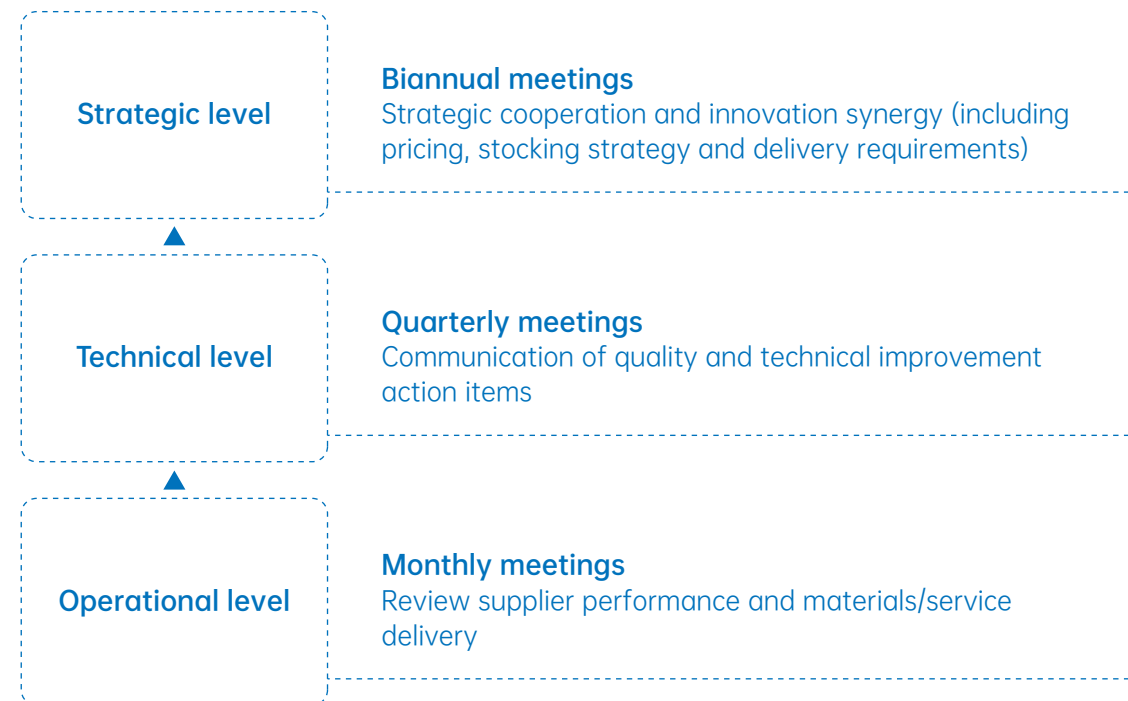 Strategic level
Biannual meetings
Strategic cooperation and innovation synergy (including
pricing, stocking strategy and delivery requirements)
Technical level
Quarterly meetings
Communication of quality and technical improvement
action items
Operational level
Monthly meetings
Review supplier performance and materials/service
delivery